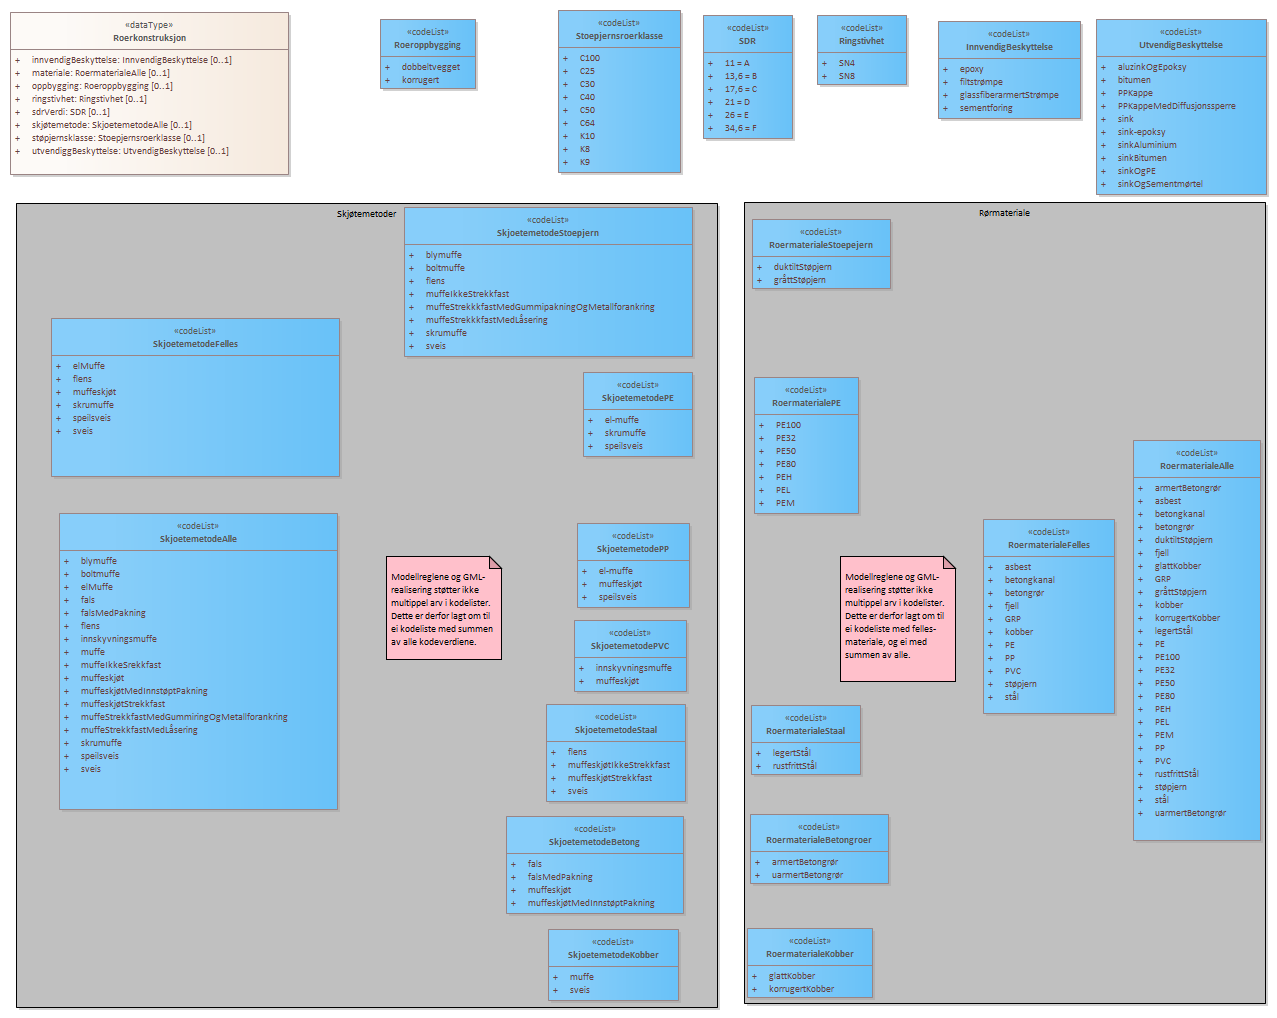 «dataType»
Roerkonstruksjon
+ innvendigBeskyttelse: InnvendigBeskyttelse [0..1]
+ materiale: RoermaterialeAlle [0..1]
+ oppbygging: Roeroppbygging [0..1]
+ ringstivhet: Ringstivhet [0..1]
+ sdrVerdi: SDR [0..1]
+ skjøtemetode: SkjoetemetodeAlle [0..1]
+ støpjernsklasse: Stoepjernsroerklasse [0..1]
+ utvendiggBeskyttelse: UtvendigBeskyttelse [0..1]
«codeList»
Roeroppbygging
+ dobbeltvegget
+ korrugert
«codeList»
Stoepjernsroerklasse
+ C100
+ C25
+ C30
+ C40
+ C50
+ C64
+ K10
+ K8
+ K9
«codeList»
SDR
+ 11 = A
+ 13,6 = B
+ 17,6 = C
+ 21 = D
+ 26 = E
+ 34,6 = F
«codeList»
Ringstivhet
+ SN4
+ SN8
«codeList»
InnvendigBeskyttelse
+ epoxy
+ filtstrømpe
+ glassfiberarmertStrømpe
+ sementforing
«codeList»
UtvendigBeskyttelse
+ aluzinkOgEpoksy
+ bitumen
+ PPKappe
+ PPKappeMedDiffusjonssperre
+ sink
+ sink-epoksy
+ sinkAluminium
+ sinkBitumen
+ sinkOgPE
+ sinkOgSementmørtel
Skjøtemetoder
«codeList»
SkjoetemetodeStoepjern
+ blymuffe
+ boltmuffe
+ flens
+ muffeIkkeStrekkfast
+ muffeStrekkkfastMedGummipakningOgMetallforankring
+ muffeStrekkkfastMedLåsering
+ skrumuffe
+ sveis
«codeList»
SkjoetemetodeFelles
+ elMuffe
+ flens
+ muffeskjøt
+ skrumuffe
+ speilsveis
+ sveis
«codeList»
SkjoetemetodePE
+ el-muffe
+ skrumuffe
+ speilsveis
«codeList»
SkjoetemetodeAlle
+ blymuffe
+ boltmuffe
+ elMuffe
+ fals
+ falsMedPakning
+ flens
+ innskyvningsmuffe
+ muffe
+ muffeIkkeSrekkfast
+ muffeskjøt
+ muffeskjøtMedInnstøptPakning
+ muffeskjøtStrekkfast
+ muffeStrekkfastMedGummiringOgMetallforankring
+ muffeStrekkfastMedLåsering
+ skrumuffe
+ speilsveis
+ sveis
Modellreglene og GML-
realisering støtter ikke
multippel arv i kodelister.
Dette er derfor lagt om til
ei kodeliste med summen
av alle kodeverdiene.
«codeList»
SkjoetemetodePP
+ el-muffe
+ muffeskjøt
+ speilsveis
«codeList»
SkjoetemetodePVC
+ innskyvningsmuffe
+ muffeskjøt
«codeList»
SkjoetemetodeStaal
+ flens
+ muffeskjøtIkkeStrekkfast
+ muffeskjøtStrekkfast
+ sveis
«codeList»
SkjoetemetodeBetong
+ fals
+ falsMedPakning
+ muffeskjøt
+ muffeskjøtMedInnstøptPakning
«codeList»
SkjoetemetodeKobber
+ muffe
+ sveis
Rørmateriale
«codeList»
RoermaterialeStoepejern
+ duktiltStøpjern
+ gråttStøpjern
«codeList»
RoermaterialePE
+ PE100
+ PE32
+ PE50
+ PE80
+ PEH
+ PEL
+ PEM
Modellreglene og GML-
realisering støtter ikke
multippel arv i kodelister.
Dette er derfor lagt om til
ei kodeliste med felles-
materiale, og ei med
summen av alle.
«codeList»
RoermaterialeFelles
+ asbest
+ betongkanal
+ betongrør
+ fjell
+ GRP
+ kobber
+ PE
+ PP
+ PVC
+ støpjern
+ stål
«codeList»
RoermaterialeAlle
+ armertBetongrør
+ asbest
+ betongkanal
+ betongrør
+ duktiltStøpjern
+ fjell
+ glattKobber
+ GRP
+ gråttStøpjern
+ kobber
+ korrugertKobber
+ legertStål
+ PE
+ PE100
+ PE32
+ PE50
+ PE80
+ PEH
+ PEL
+ PEM
+ PP
+ PVC
+ rustfrittStål
+ støpjern
+ stål
+ uarmertBetongrør
«codeList»
RoermaterialeStaal
+ legertStål
+ rustfrittStål
«codeList»
RoermaterialeBetongroer
+ armertBetongrør
+ uarmertBetongrør
«codeList»
RoermaterialeKobber
+ glattKobber
+ korrugertKobber